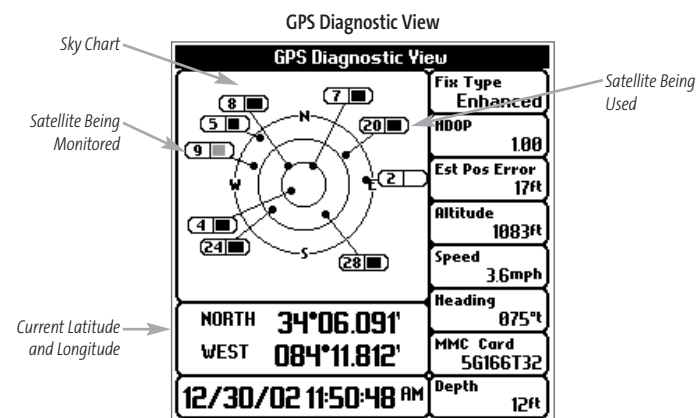 GPS Diagnostic View
Sky Chart
GPS Diagnostic View
Satellite Being
Used
Satellite Being
Monitored
Current Latitude
and Longitude
7
8
N
5
20
9
W
E
2
4
24
S
28
Fix Type
Enhanced
HDOP
1.00
Est Pos Error
17ft
Altitude
1083ft
Speed
3.6mph
Heading
075°t
MMC Card
5G166T32
Depth
12ft
NORTH 34°06.091'
WEST 084°11.812'
12/30/02 11:50:48 AM